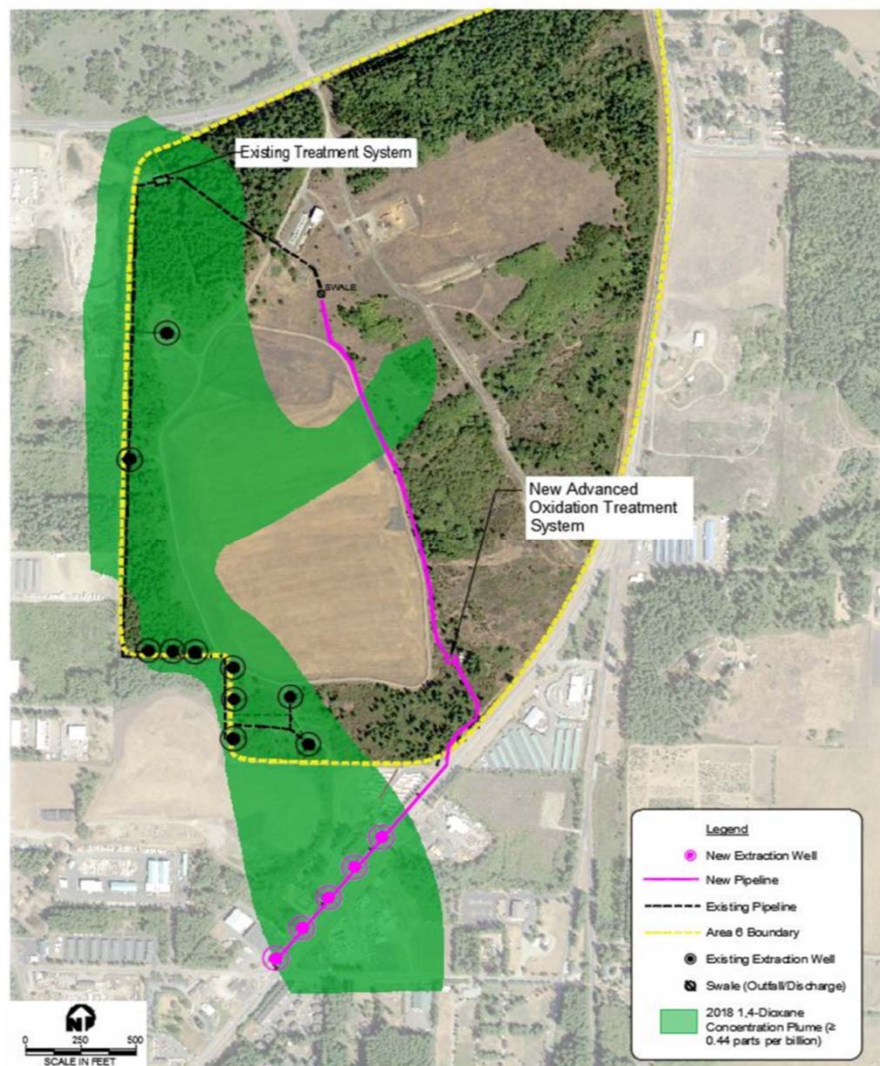 Existing Treatment System
SWALE
New Advanced
Oxidation Treatment
System
Legend
New Extraction Well
New Pipeline
Existing Pipeline
Area 6 Boundary
Existing Extraction Well
Swale (Outfall/Discharge)
2018 1,4-Dioxane
Concentration Plume (≥
0.44 parts per billion)
N
0 250 500
SCALE IN FEET